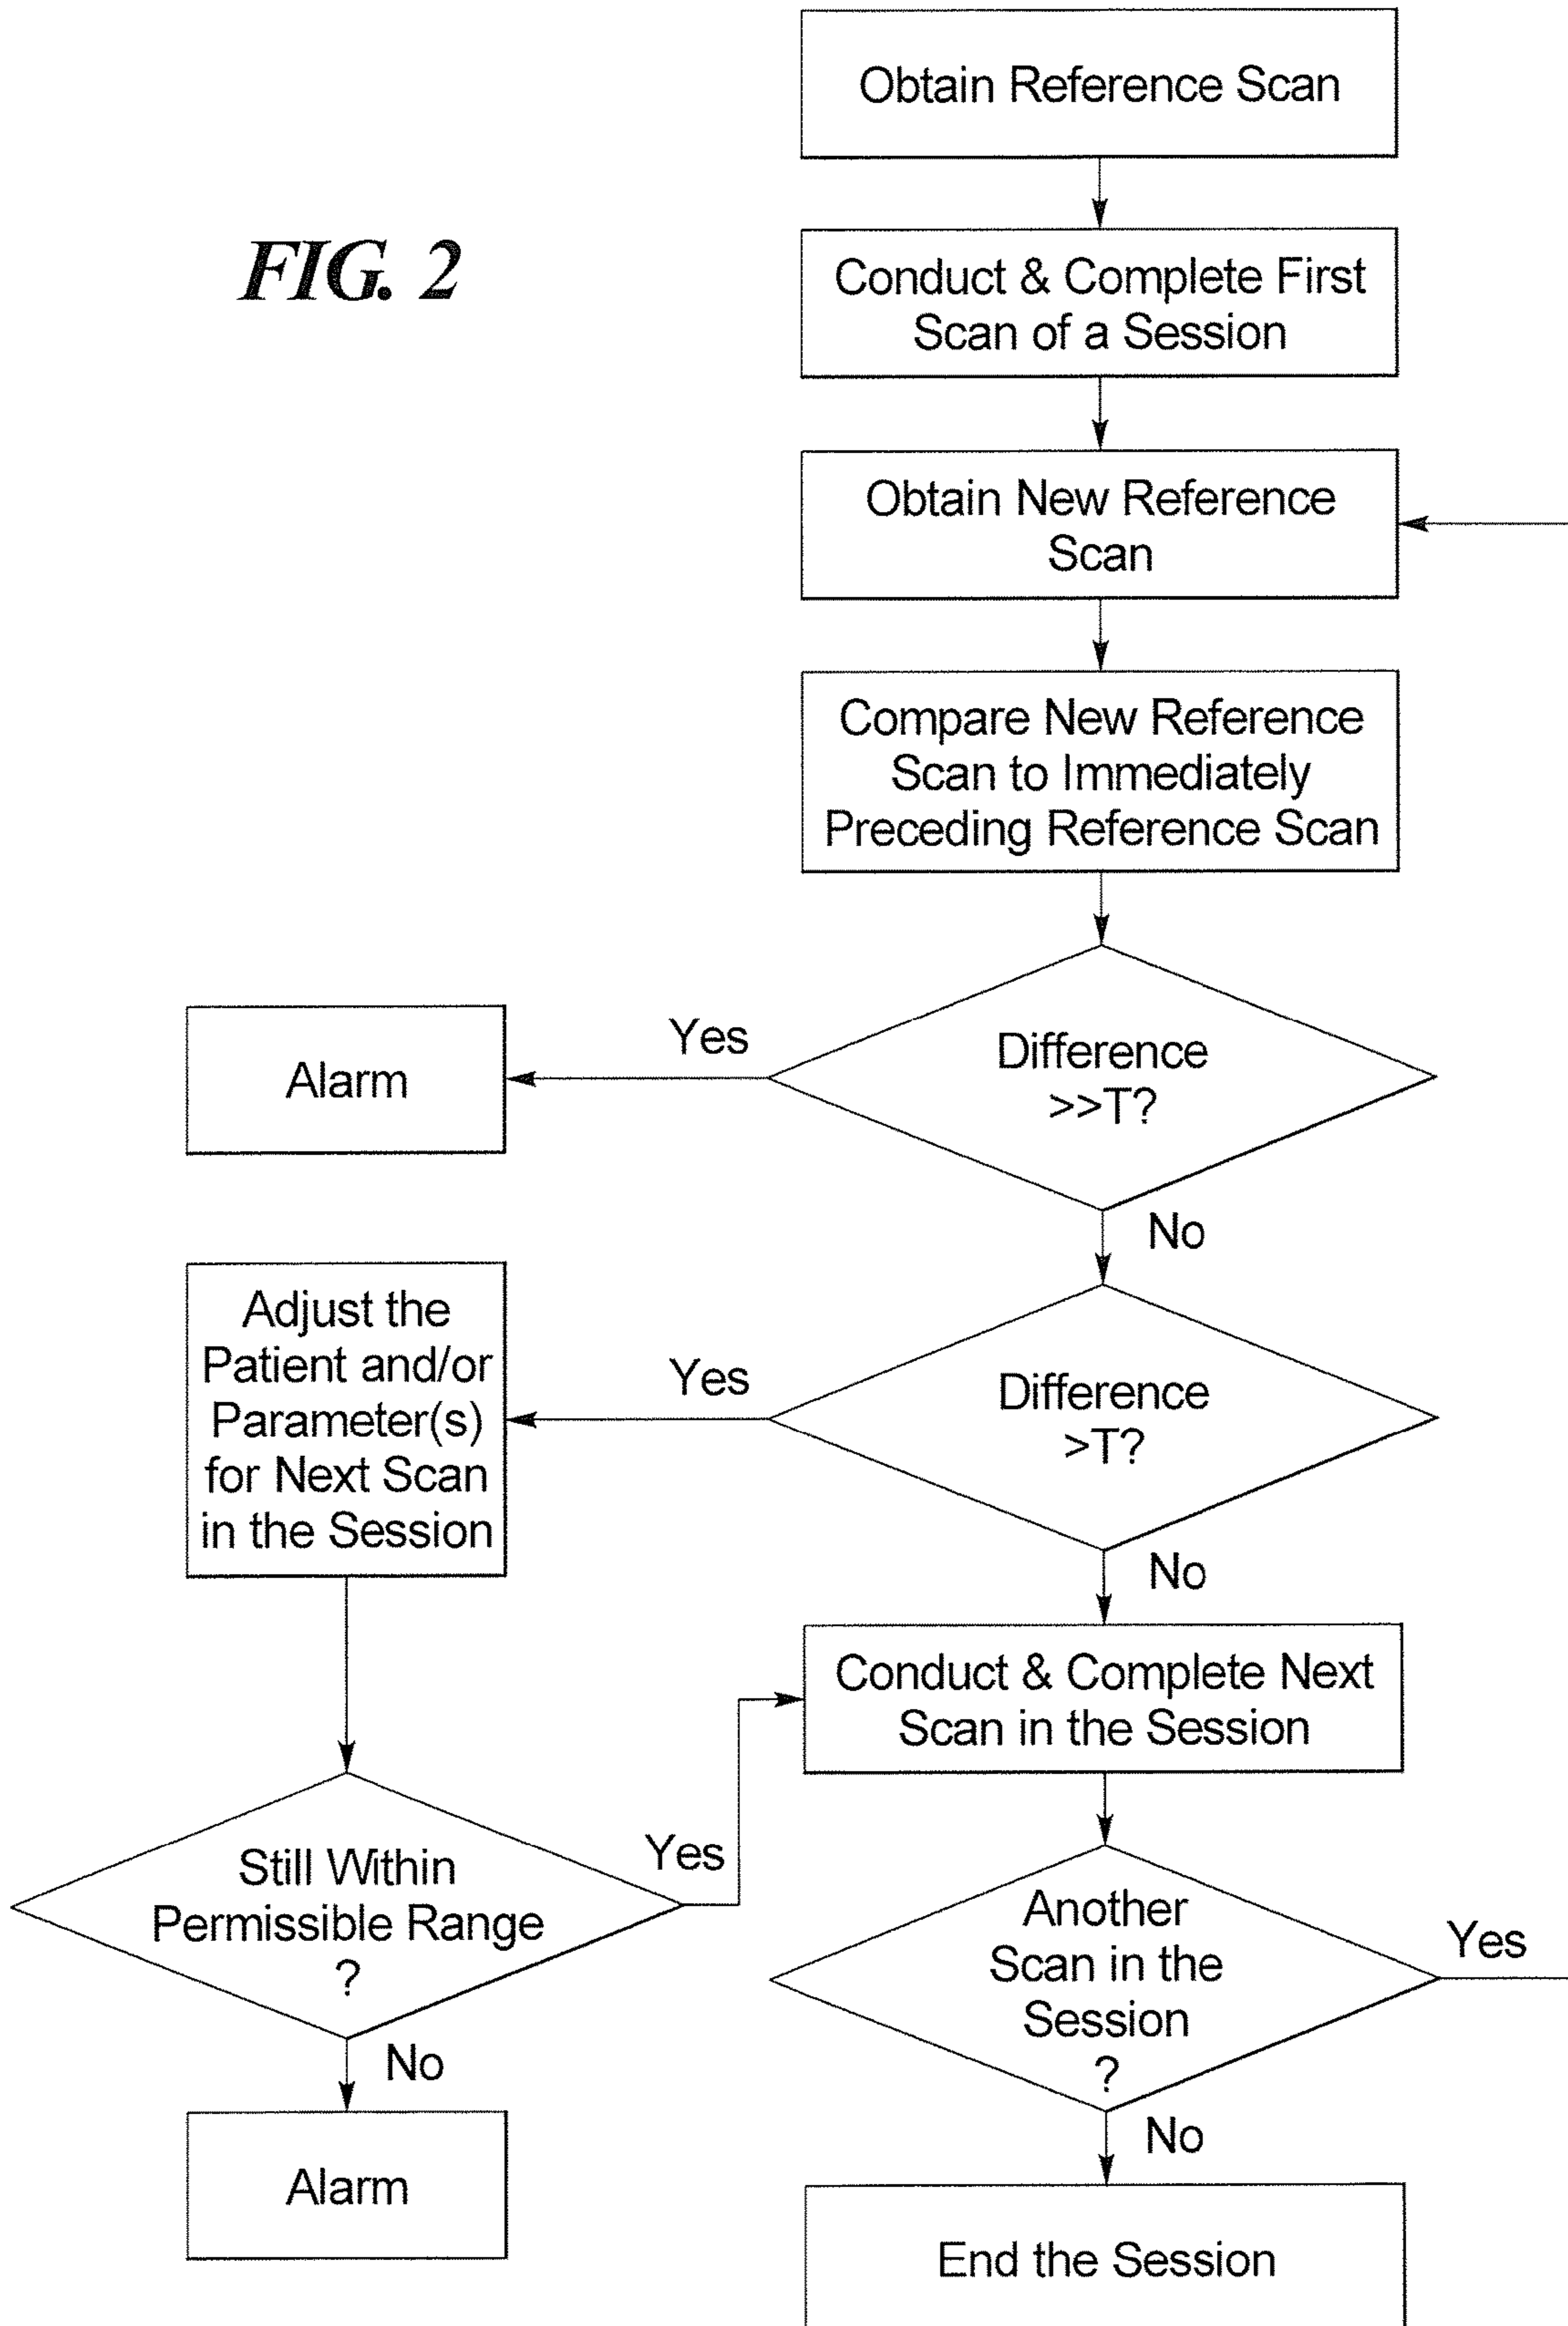 Obtain Reference Scan
FIG. 2
Conduct & Complete First
Scan of a Session
Obtain New Reference
Scan
Compare New Reference
Scan to Immediately
Preceding Reference Scan
Yes
Alarm
Difference
>>T?
No
Adjust the
Patient and/or
Parameter(s)
for Next Scan
in the Session
Yes
Difference
>T?
No
Conduct & Complete Next
Scan in the Session
Still Within
Permissible Range
?
Yes
Another
Scan in the
Session
?
Yes
No
Alarm
No
End the Session